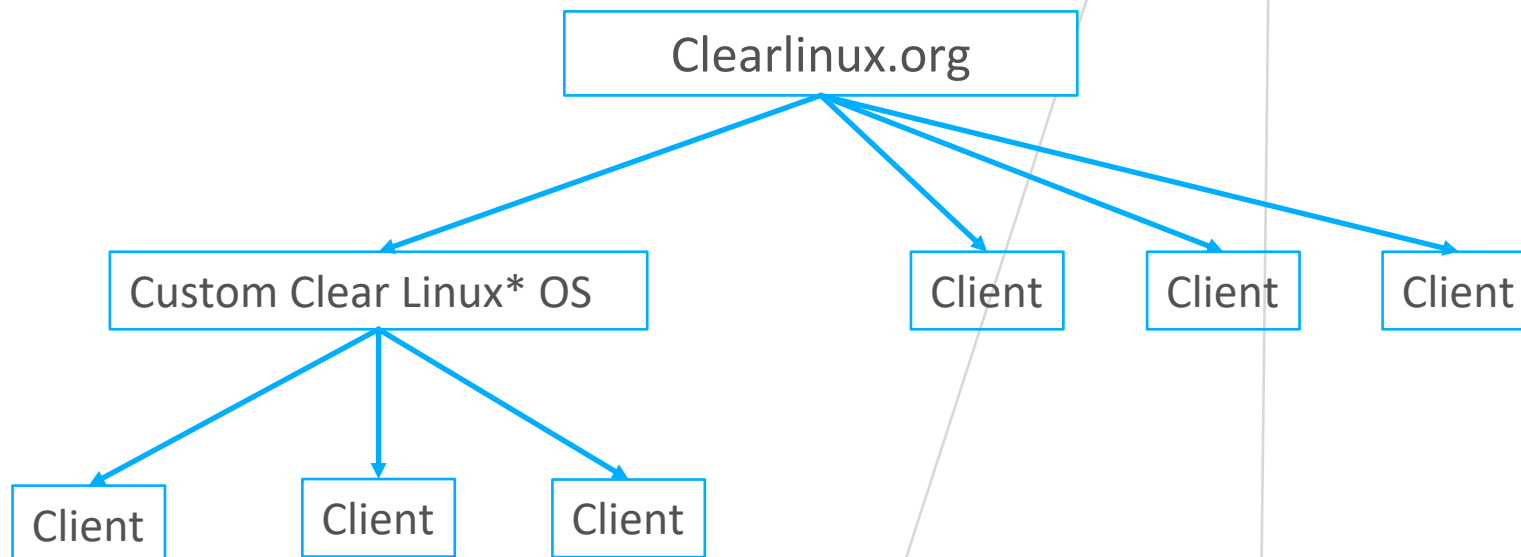 Clearlinux.org
Custom Clear Linux* OS
Client
Client
Client
Client
Client
Client